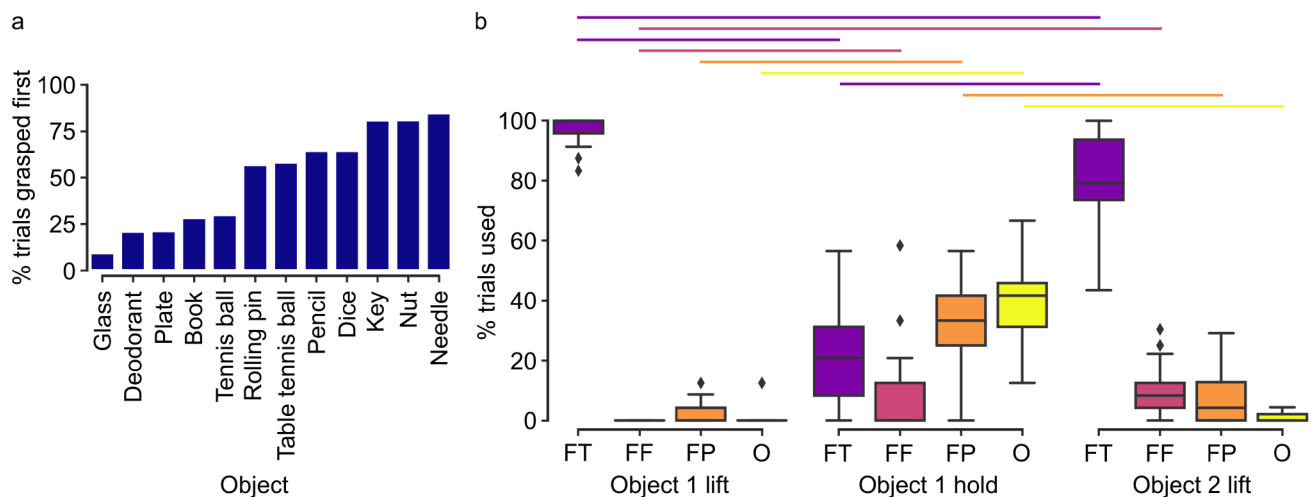 a
% trials grasped first
100
75
50
25
0
Glass
Deodorant
Plate
Book
Tennis ball
Rolling pin
Table tennis ball
Pencil
Dice
Key
Nut
Needle
Object
b
% trials used
100
80
60
40
20
0
FT FF FP O FT FF FP O FT FF FP O
Object 1 lift Object 1 hold Object 2 lift